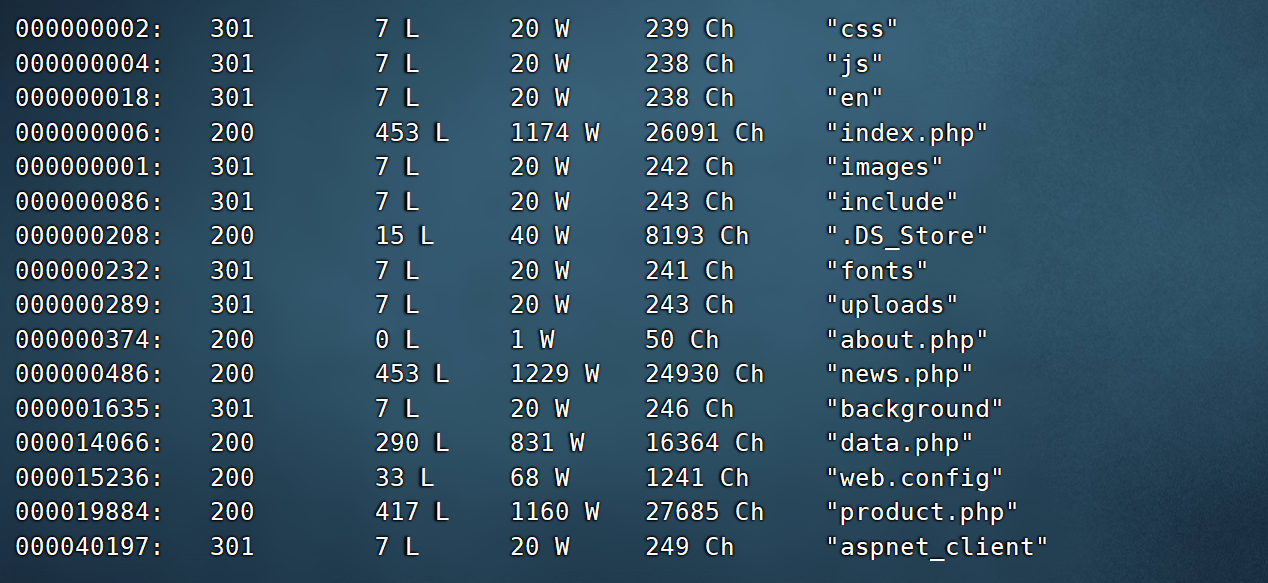 000000002: 301 7 L 20 W 239 Ch "css"
000000004: 301 7 L 20 W 238 Ch "js"
000000018: 301 7 L 20 W 238 Ch "en"
000000006: 200 453 L 1174 W 26091 Ch "index.php"
000000001: 301 7 L 20 W 242 Ch "images"
000000086: 301 7 L 20 W 243 Ch "include"
000000208: 200 15 L 40 W 8193 Ch ".DS_Store"
000000232: 301 7 L 20 W 241 Ch "fonts"
000000289: 301 7 L 20 W 243 Ch "uploads"
000000374: 200 0 L 1 W 50 Ch "about.php"
000000486: 200 453 L 1229 W 24930 Ch "news.php"
000001635: 301 7 L 20 W 246 Ch "background"
000014066: 200 290 L 831 W 16364 Ch "data.php"
000015236: 200 33 L 68 W 1241 Ch "web.config"
000019884: 200 417 L 1160 W 27685 Ch "product.php"
000040197: 301 7 L 20 W 249 Ch "aspnet_client"